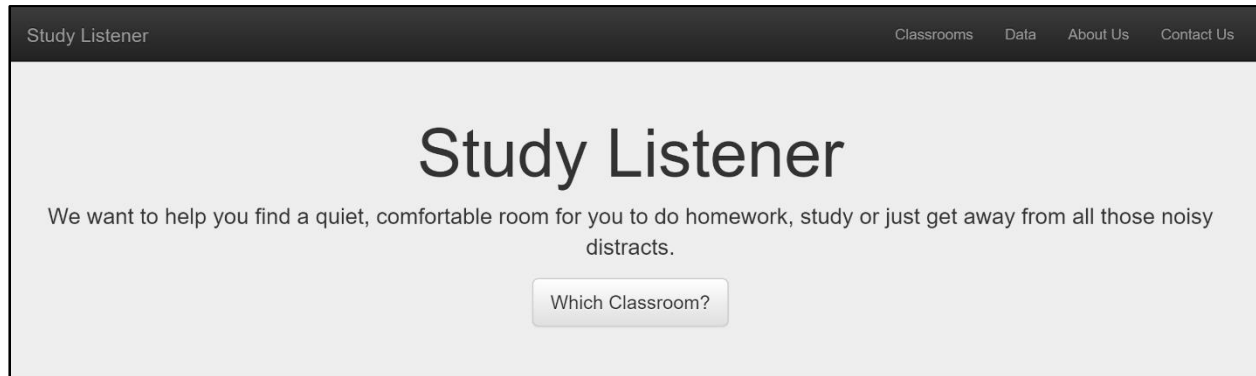 Study Listener
Classrooms Data About Us Contact Us
Study Listener
We want to help you find a quiet, comfortable room for you to do homework, study or just get away from all those noisy
distracts.
Which Classroom?